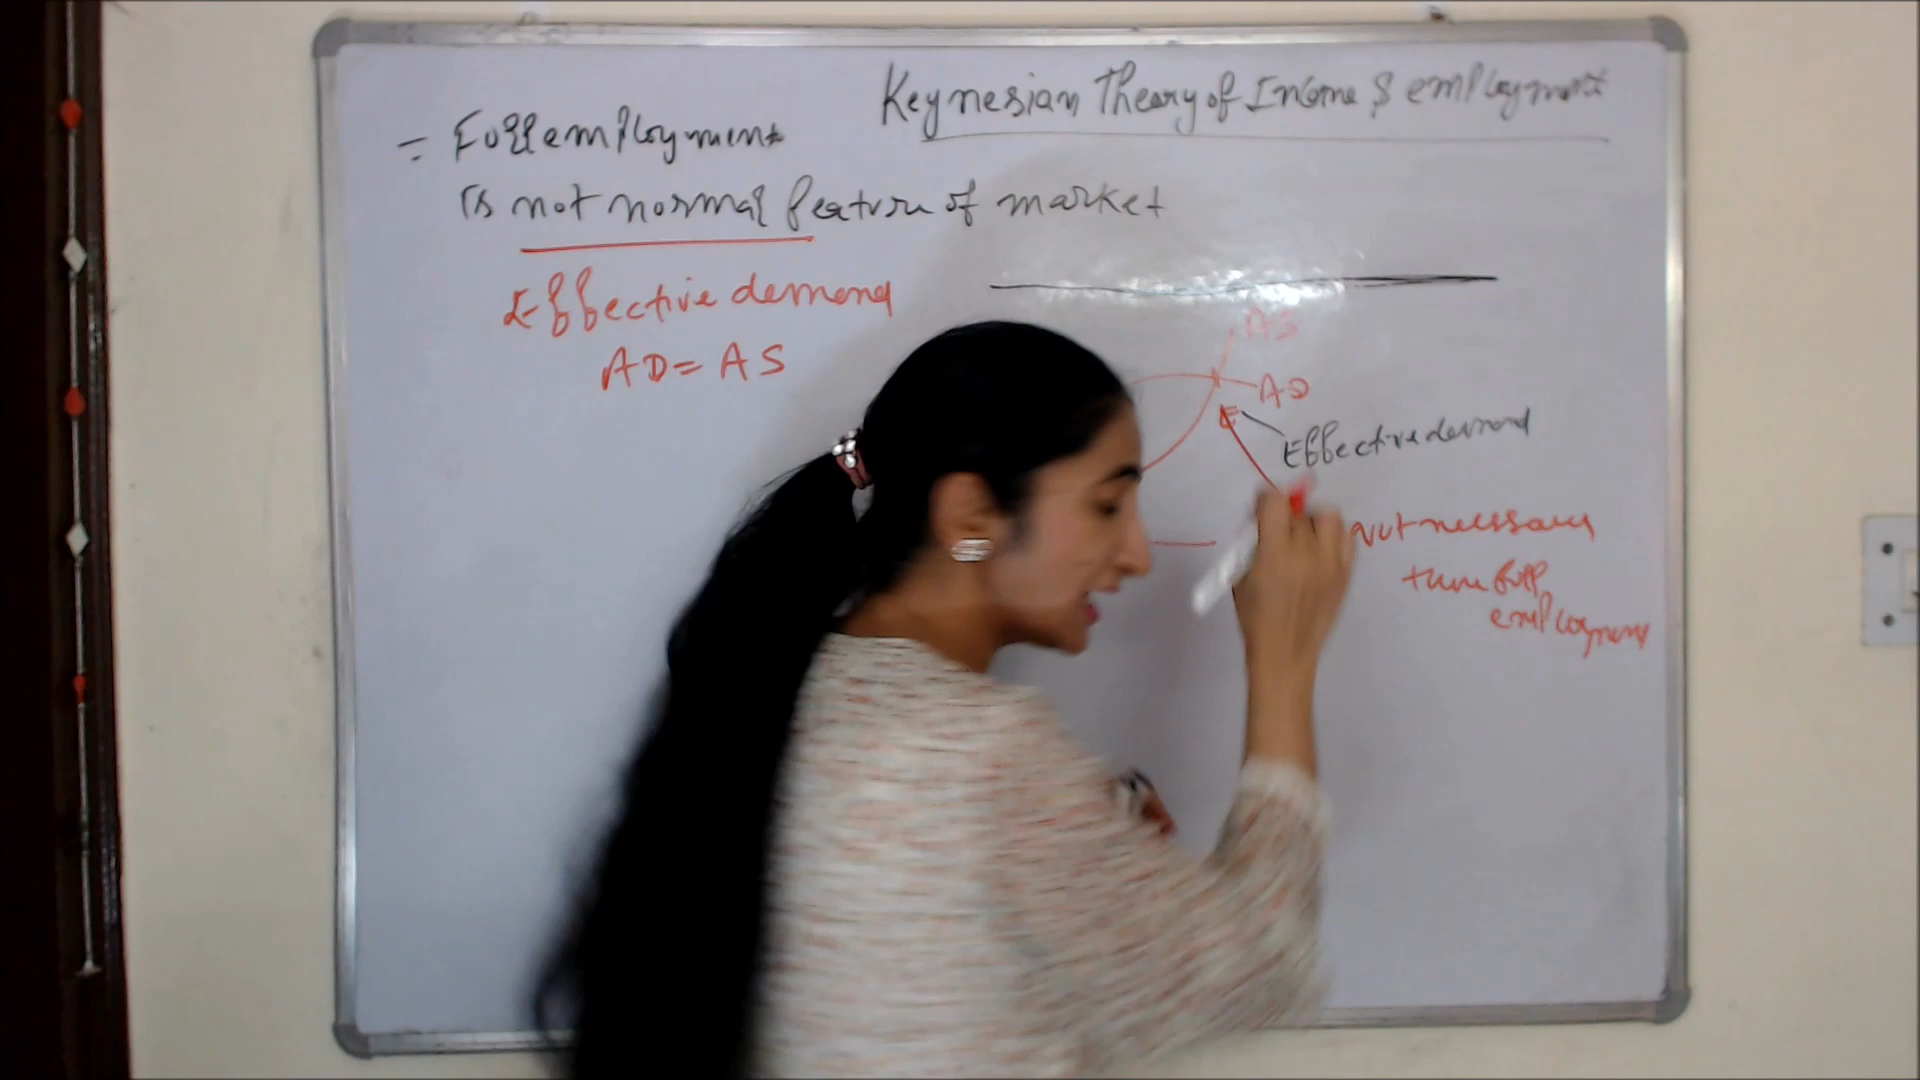 Keynesian Theory of Income & employment
= Full employment
is not normal feature of market
Effective demand
AD = AS
AS
AD
E
Effective demand
not necessary
there full
employment